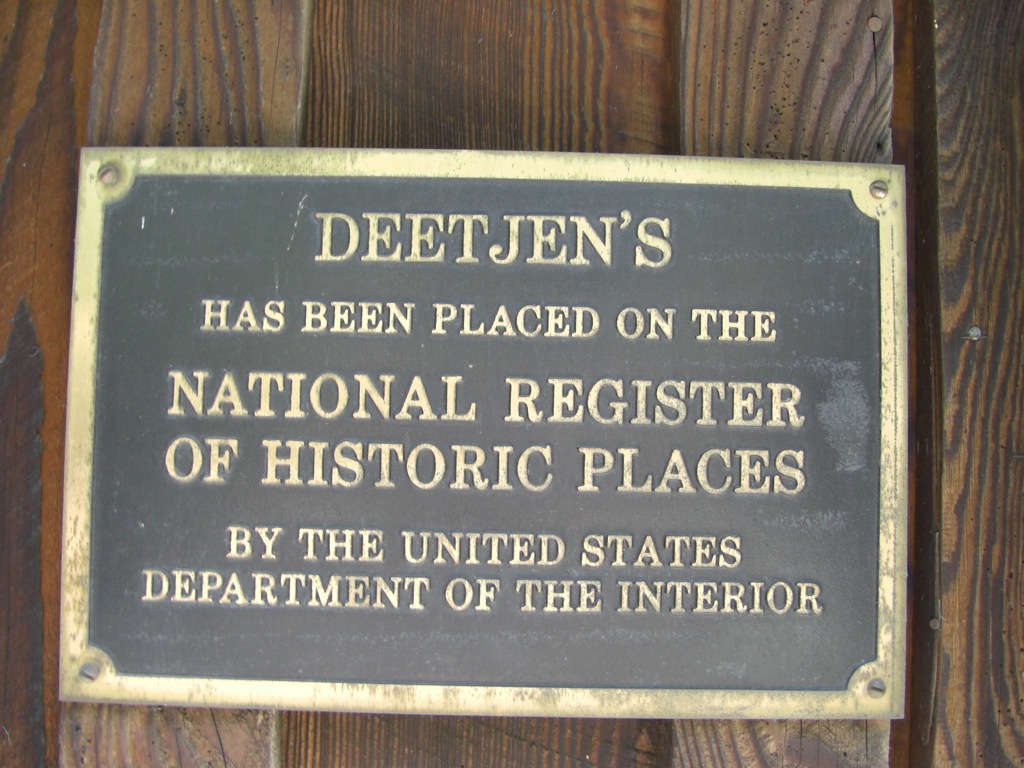 DEETJEN'S
HAS BEEN PLACED ON THE
NATIONAL REGISTER
OF HISTORIC PLACES
BY THE UNITED STATES
DEPARTMENT OF THE INTERIOR